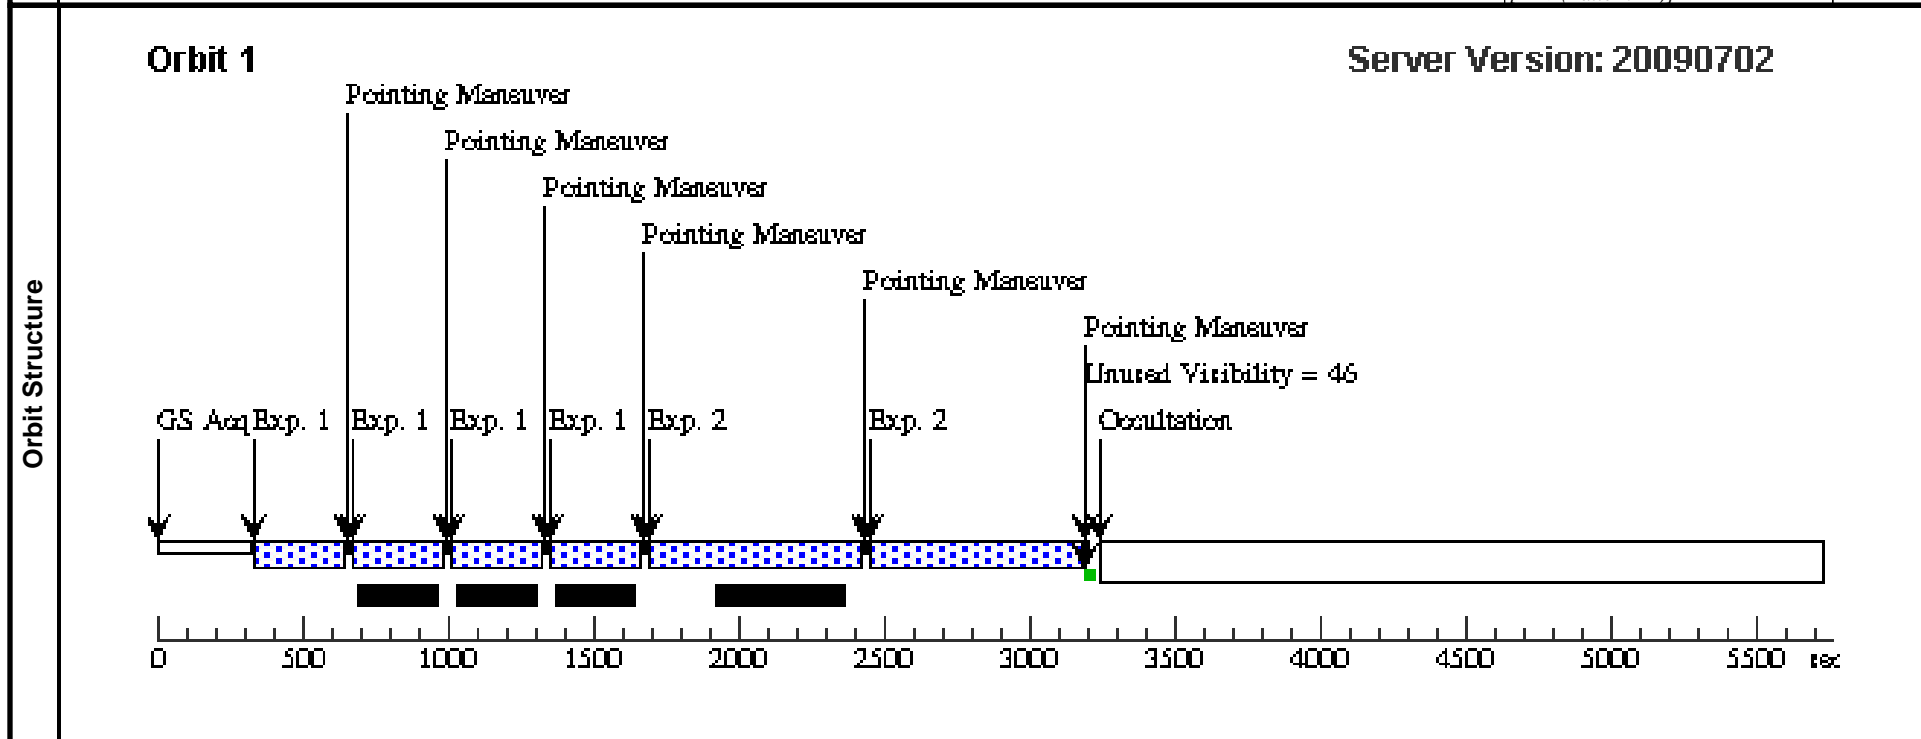 Orbit Structure
Orbit 1
Server Version: 20090702
Pointing Maneuver
Pointing Maneuver
Pointing Maneuver
Pointing Maneuver
Pointing Maneuver
Pointing Maneuver
Unused Visibility = 46
GS Acq Exp. 1 Exp. 1 Exp. 1 Exp. 1 Exp. 2 Exp. 2 Occultation
0 500 1000 1500 2000 2500 3000 3500 4000 4500 5000 5500 sec